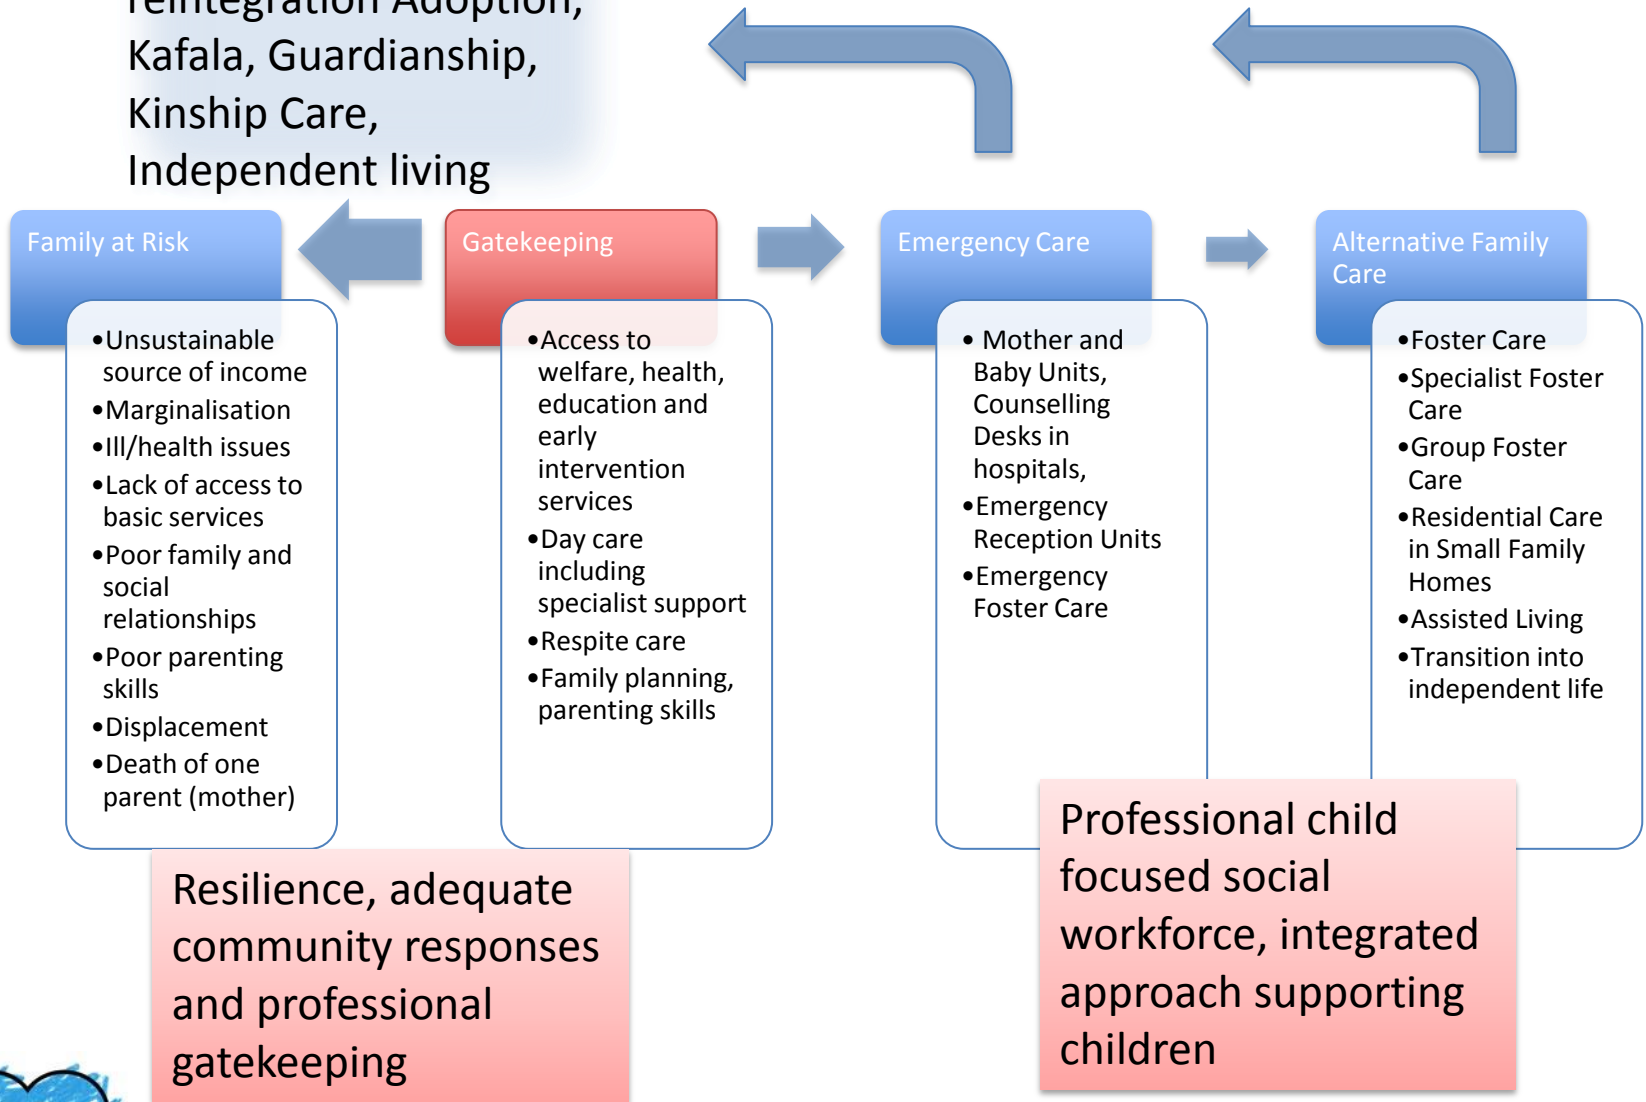 reintegration Adoption,
Kafala, Guardianship,
Kinship Care,
Independent living
Family at Risk
•Unsustainable
source of income
•Marginalisation
•Ill/health issues
•Lack of access to
basic services
•Poor family and
social
relationships
•Poor parenting
skills
•Displacement
•Death of one
parent (mother)
Gatekeeping
•Access to
welfare, health,
education and
early
intervention
services
•Day care
including
specialist support
•Respite care
•Family planning,
parenting skills
Emergency Care
• Mother and
Baby Units,
Counselling
Desks in
hospitals,
•Emergency
Reception Units
•Emergency
Foster Care
Alternative Family
Care
•Foster Care
•Specialist Foster
Care
•Group Foster
Care
•Residential Care
in Small Family
Homes
•Assisted Living
•Transition into
independent life
Resilience, adequate
community responses
and professional
gatekeeping
Professional child
focused social
workforce, integrated
approach supporting
children